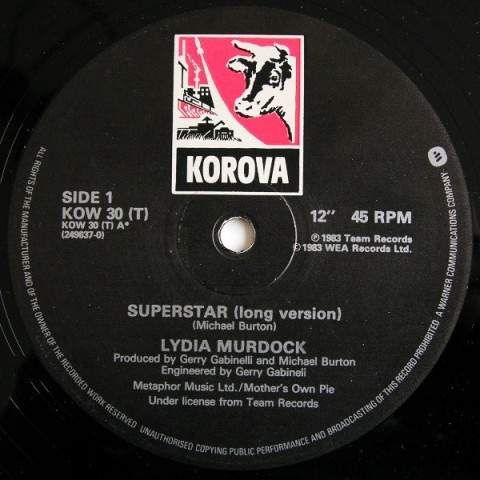 KOROVA
SIDE 1
KOW 30 (T)
KOW 30 (T) A*
(249637-0)
12" 45 RPM
℗ 1983 Team Records
© 1983 WEA Records Ltd.
SUPERSTAR (long version)
(Michael Burton)
LYDIA MURDOCK
Produced by Gerry Gabinelli and Michael Burton
Engineered by Gerry Gabineli
Metaphor Music Ltd./Mother's Own Pie
Under license from Team Records
ALL RIGHTS OF THE MANUFACTURER AND OF THE OWNER OF THE RECORDED WORK RESERVED UNAUTHORISED COPYING PUBLIC PERFORMANCE AND BROADCASTING OF THIS RECORD PROHIBITED A WARNER COMMUNICATIONS COMPANY